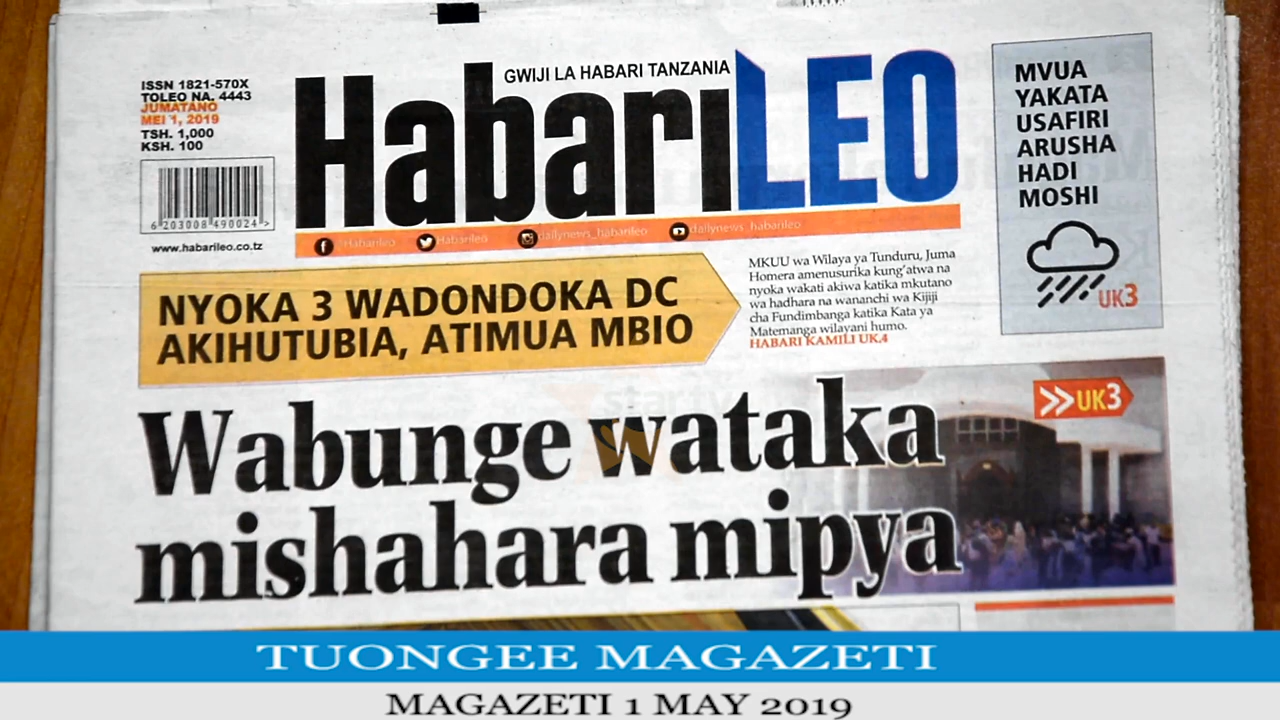 ISSN 1821-570X
TOLEO NA. 4443
JUMATANO
MEI 1, 2019
TSH. 1,000
KSH. 100
6 203008 490024 >
www.habarileo.co.tz
GWIJI LA HABARI TANZANIA
HabariLEO
Habarileo
Habarileo
dailynews_habarileo
dailynews_habarileo
MVUA
YAKATA
USAFIRI
ARUSHA
HADI
MOSHI
UK3
NYOKA 3 WADONDOKA DC
AKIHUTUBIA, ATIMUA MBIO
MKUU wa Wilaya ya Tunduru, Juma
Homera amenusurika kung'atwa na
nyoka wakati akiwa katika mkutano
wa hadhara na wananchi wa Kijiji
cha Fundimbanga katika Kata ya
Matemanga wilayani humo.
HABARI KAMILI UK.4
>>UK3
Wabunge wataka
mishahara mipya
startv
TUONGEE MAGAZETI
MAGAZETI 1 MAY 2019